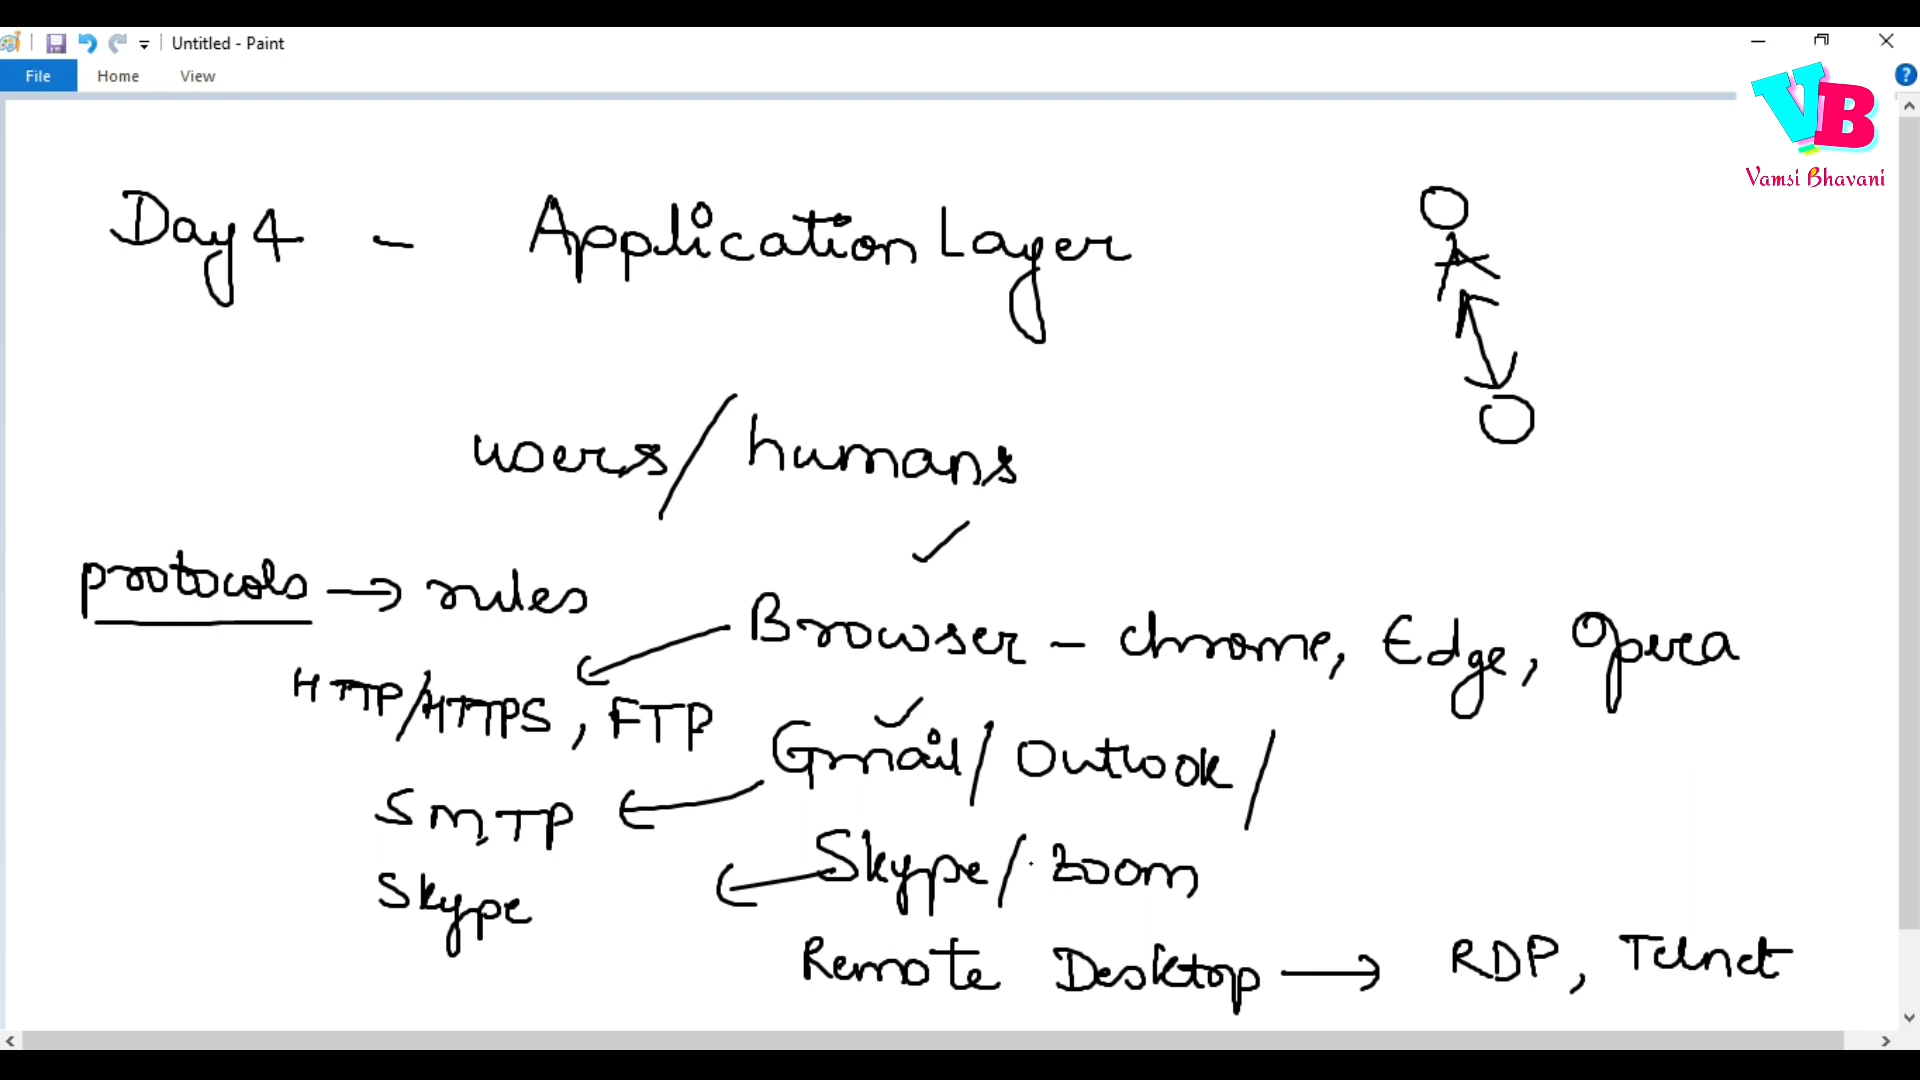 Untitled - Paint
File Home View
VB
Vamsi Bhavani
Day 4 - Application Layer
users/humans
protocols → rules
Browser - chrome, Edge, Opera
HTTP/HTTPS, FTP
Gmail/Outlook/
SMTP
Skype/Zoom
Skype
Remote Desktop → RDP, Telnet